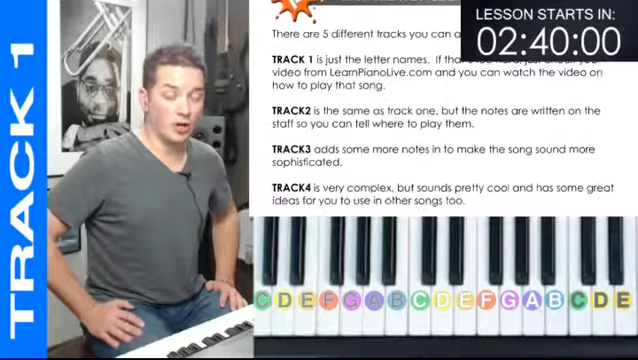 LESSON STARTS IN:
02:40:00
There are 5 different tracks you can
TRACK 1 is just the letter names. If
video from LearnPianoLive.com and you can watch the video on
how to play that song.
TRACK2 is the same as track one, but the notes are written on the
staff so you can tell where to play them.
TRACK3 adds some more notes in to make the song sound more
sophisticated.
TRACK4 is very complex, but sounds pretty cool and has some great
ideas for you to use in other songs too.
TRACK 1
C D E F G A B C D E F G A B C D E